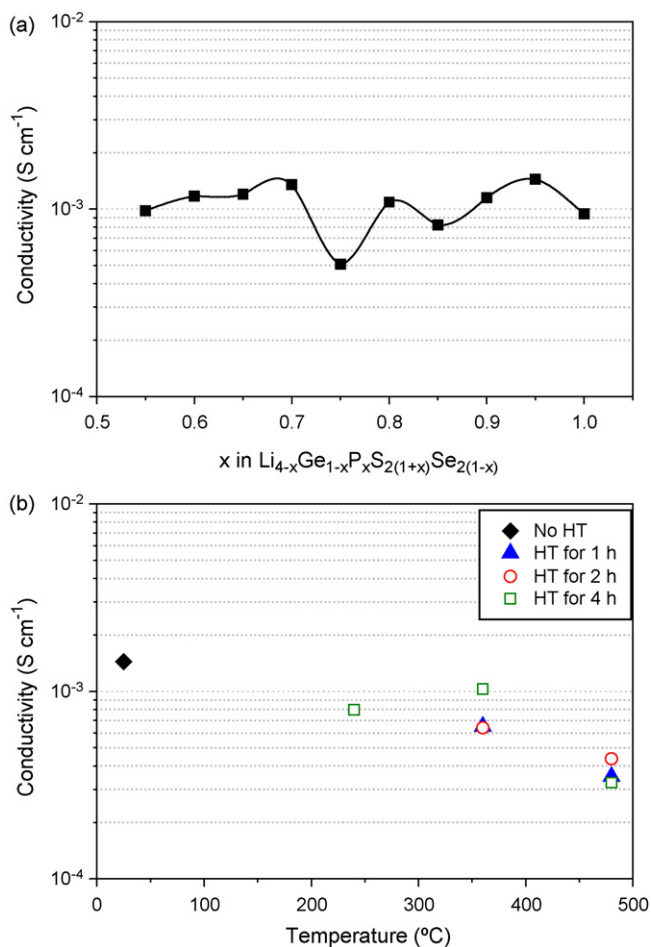 (a)
10⁻²
10⁻³
10⁻⁴
Conductivity (S cm⁻¹)
0.5 0.6 0.7 0.8 0.9 1.0
x in Li₄₋ₓGe₁₋ₓPₓS₂₍₁₊ₓ₎Se₂₍₁₋ₓ₎
(b)
10⁻²
10⁻³
10⁻⁴
Conductivity (S cm⁻¹)
No HT
HT for 1 h
HT for 2 h
HT for 4 h
0 100 200 300 400 500
Temperature (ºC)